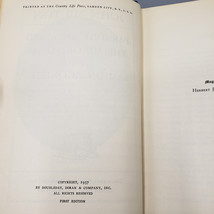 PRINTED AT THE Country Life Press, GARDEN CITY, N. Y., U. S. A.
COPYRIGHT, 1937
BY DOUBLEDAY, DORAN & COMPANY, INC.
ALL RIGHTS RESERVED
FIRST EDITION